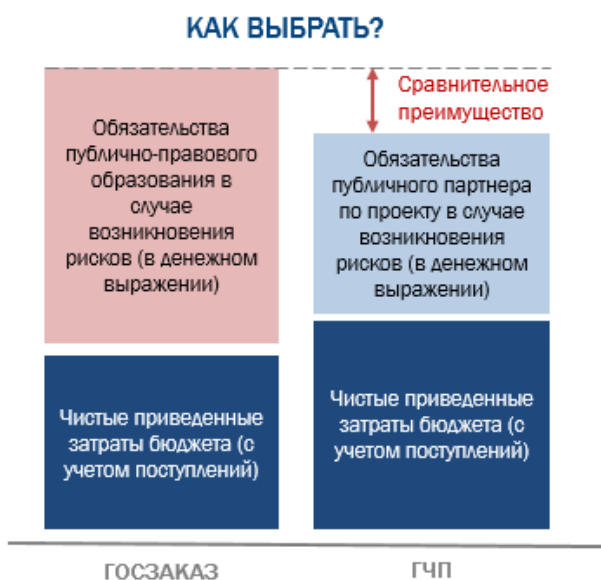 КАК ВЫБРАТЬ?
Обязательства
публично-правового
образования в
случае
возникновения
рисков (в денежном
выражении)
Чистые приведенные
затраты бюджета (с
учетом поступлений)
ГОСЗАКАЗ
Сравнительное
преимущество
Обязательства
публичного партнера
по проекту в случае
возникновения
рисков (в денежном
выражении)
Чистые приведенные
затраты бюджета (с
учетом поступлений)
ГЧП